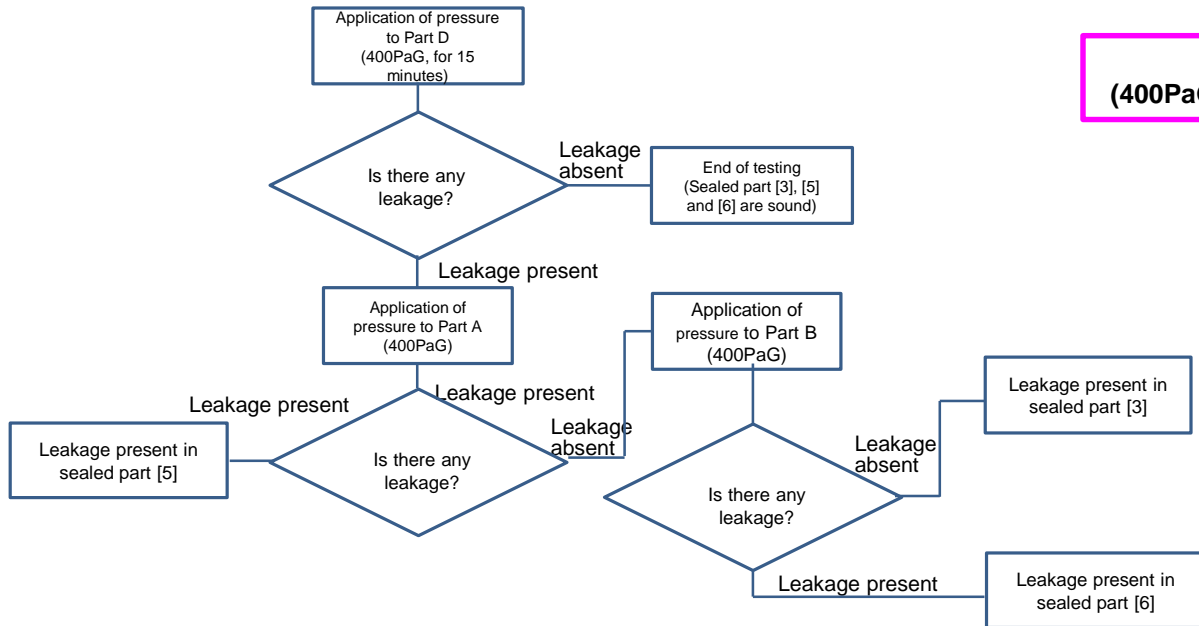 Application of pressure
to Part D
(400PaG, for 15
minutes)
(400PaG
Is there any
leakage?
Leakage
absent
End of testing
(Sealed part [3], [5]
and [6] are sound)
Leakage present
Application of
pressure to Part A
(400PaG)
Application of
pressure to Part B
(400PaG)
Leakage present
Leakage present
Leakage present in
sealed part [5]
Is there any
leakage?
Leakage
absent
Leakage present in
sealed part [3]
Leakage
absent
Is there any
leakage?
Leakage present
Leakage present in
sealed part [6]